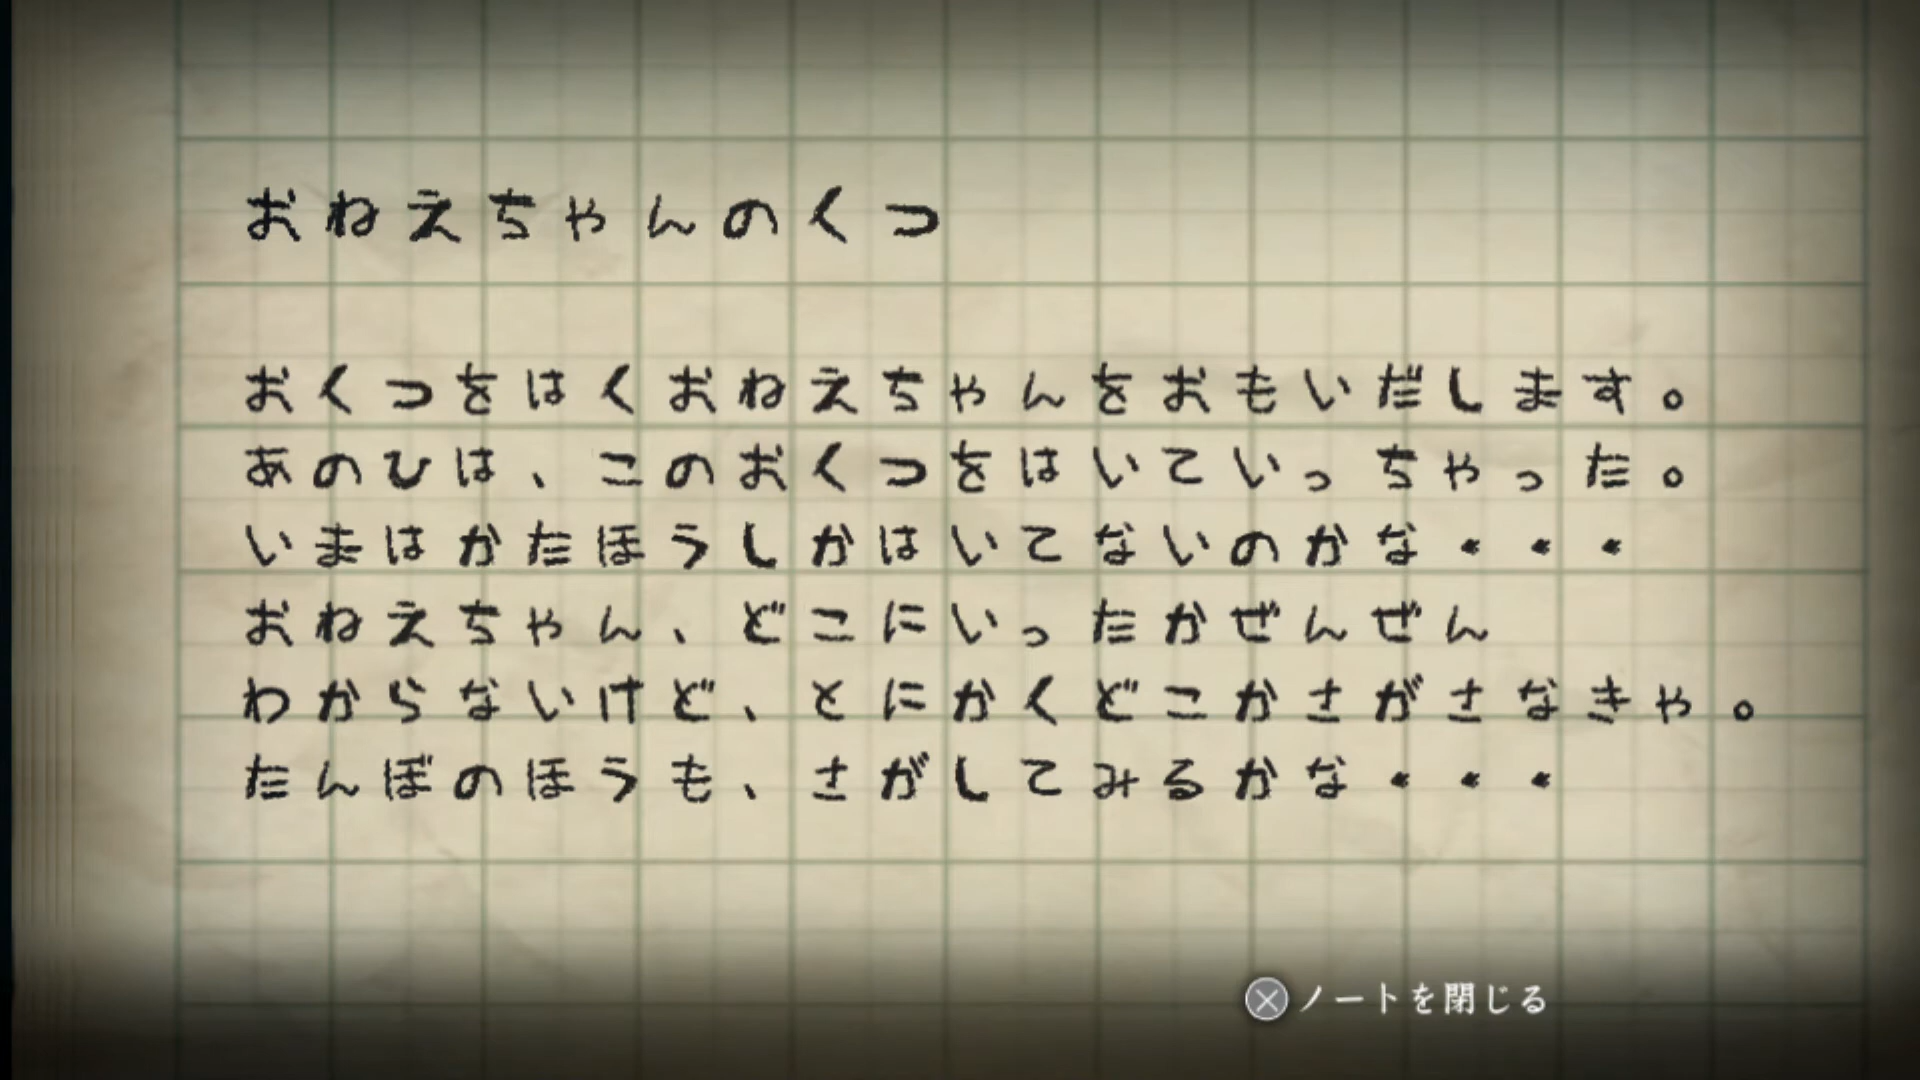 おねえちゃんのくつ
おくつをはくおねえちゃんをおもいだします。
あのひは、このおくつをはいていっちゃった。
いまはかたほうしかはいてないのかな・・・
おねえちゃん、どこにいったかぜんぜん
わからないけど、とにかくどこかさがさなきゃ。
たんぼのほうも、さがしてみるかな・・・
ノートを閉じる